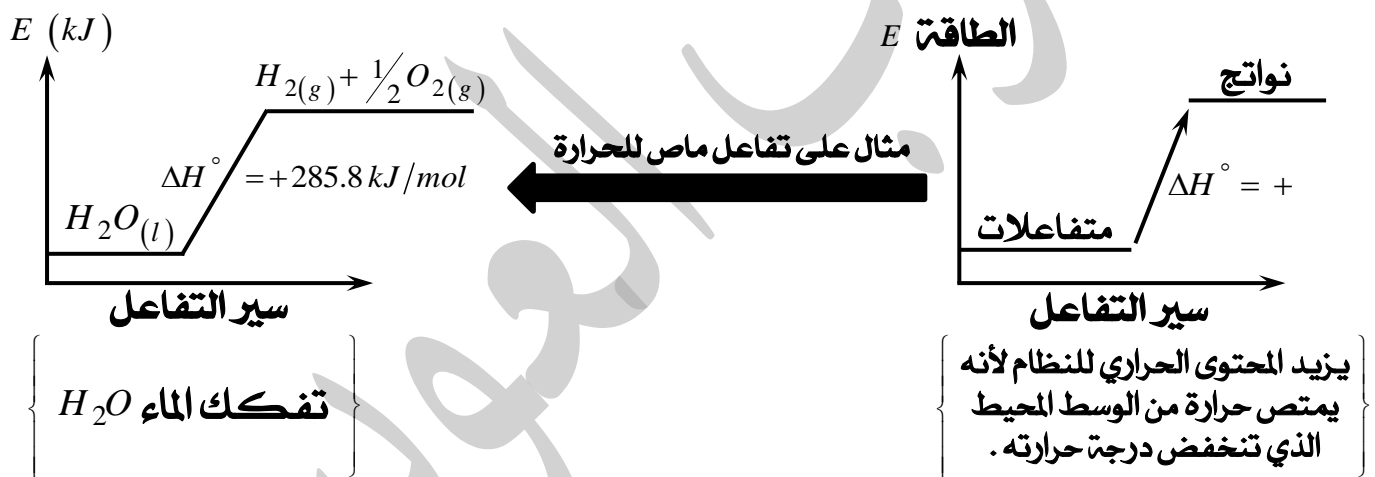 E الطاقة
نواتج
ΔH° = +
متفاعلات
سير التفاعل
يزيد المحتوى الحراري للنظام لأنه
يمتص حرارة من الوسط المحيط
الذي تنخفض درجة حرارته .
مثال على تفاعل ماص للحرارة
E (kJ)
H₂(g) + 1/2 O₂(g)
ΔH° = +285.8 kJ/mol
H₂O(l)
سير التفاعل
تفكك الماء H₂O